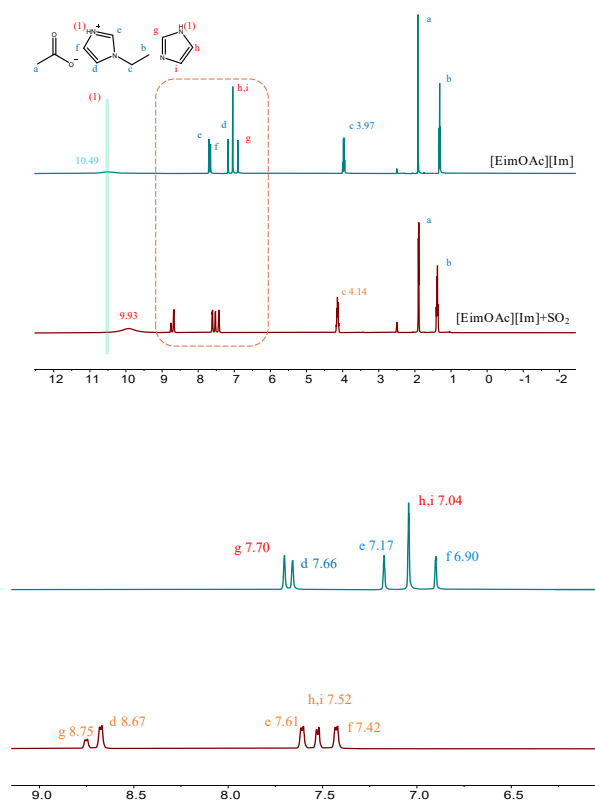 (1)
HN+
e
f
N
d
c
b
a
O
O-
g
HN(1)
h
N
i
(1)
10.49
e
f
d
h,i
g
c 3.97
a
b
[EimOAc][Im]
9.93
c 4.14
a
b
[EimOAc][Im]+SO2
12 11 10 9 8 7 6 5 4 3 2 1 0 -1 -2
h,i 7.04
g 7.70
d 7.66
e 7.17
f 6.90
h,i 7.52
g 8.75
d 8.67
e 7.61
f 7.42
9.0 8.5 8.0 7.5 7.0 6.5